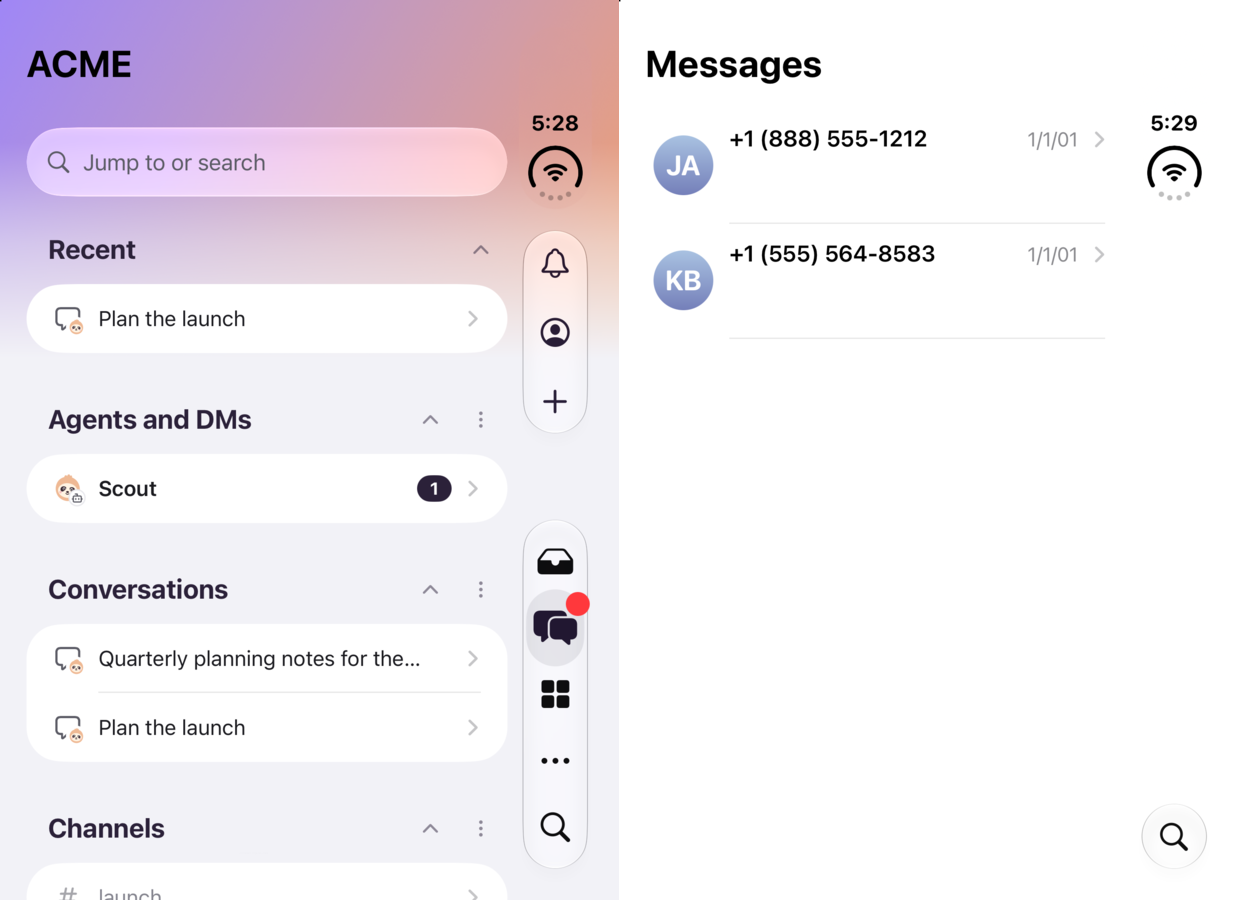 ACME
5:28
Jump to or search
Recent
Plan the launch
Agents and DMs
Scout
1
Conversations
Quarterly planning notes for the...
Plan the launch
Channels
# launch
Messages
5:29
JA
+1 (888) 555-1212
1/1/01
KB
+1 (555) 564-8583
1/1/01